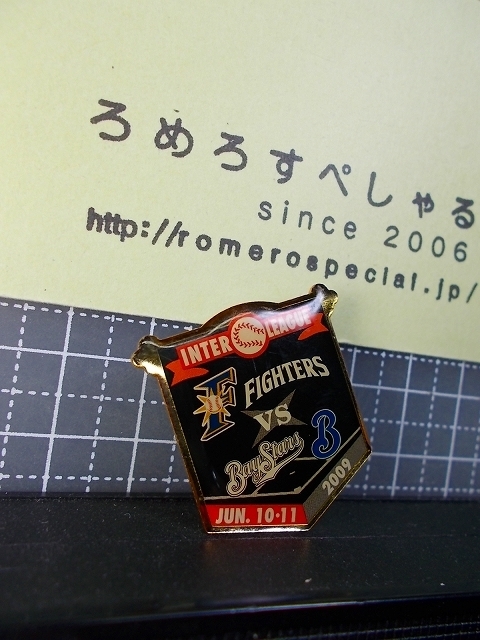 ろめろすぺしゃる
since 2006
http://romerospecial.jp/
INTER LEAGUE
F FIGHTERS
VS
BayStars B
2009
JUN. 10·11